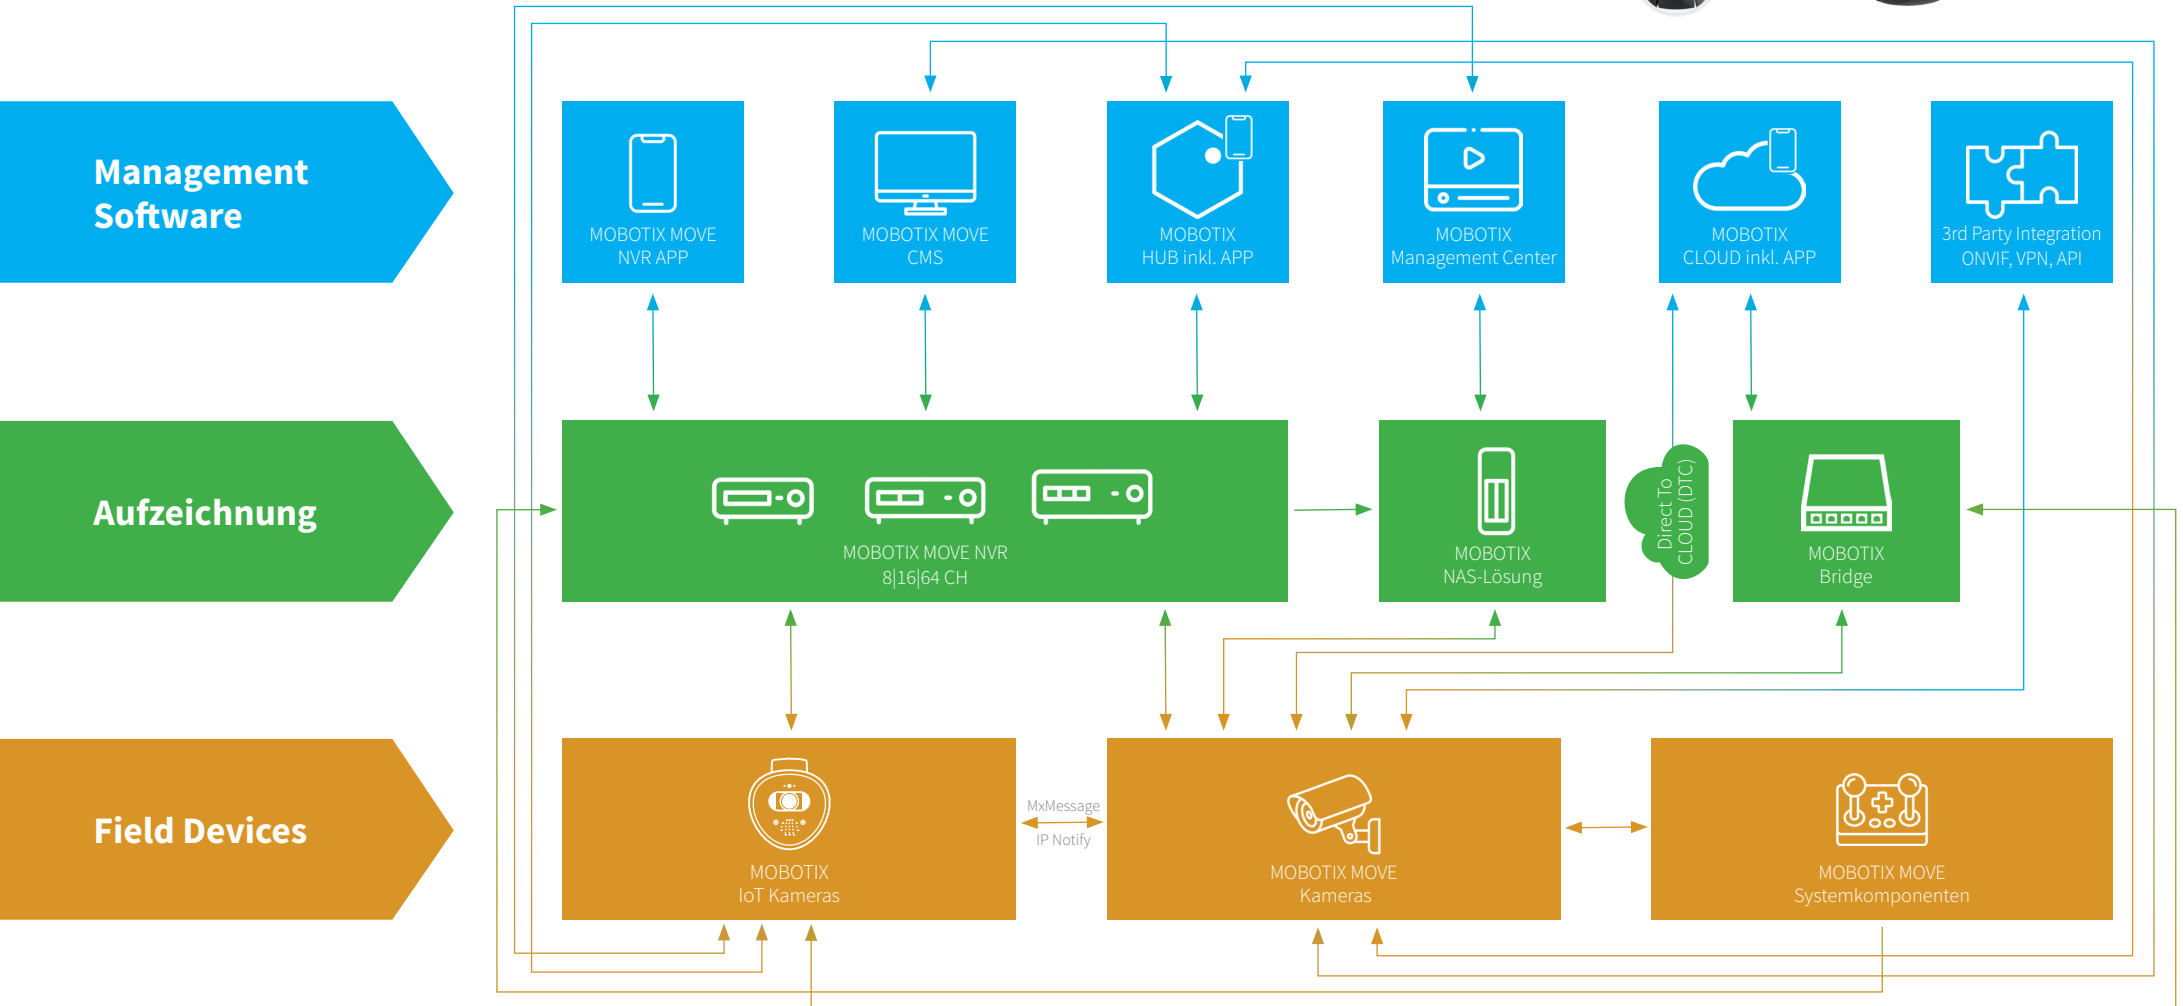 Management
Software
MOBOTIX MOVE
NVR APP
MOBOTIX MOVE
CMS
MOBOTIX
HUB inkl. APP
MOBOTIX
Management Center
MOBOTIX
CLOUD inkl. APP
3rd Party Integration
ONVIF, VPN, API
Aufzeichnung
MOBOTIX MOVE NVR
8|16|64 CH
MOBOTIX
NAS-Lösung
Direct To
CLOUD (DTC)
MOBOTIX
Bridge
Field Devices
MOBOTIX
IoT Kameras
MxMessage
IP Notify
MOBOTIX MOVE
Kameras
MOBOTIX MOVE
Systemkomponenten